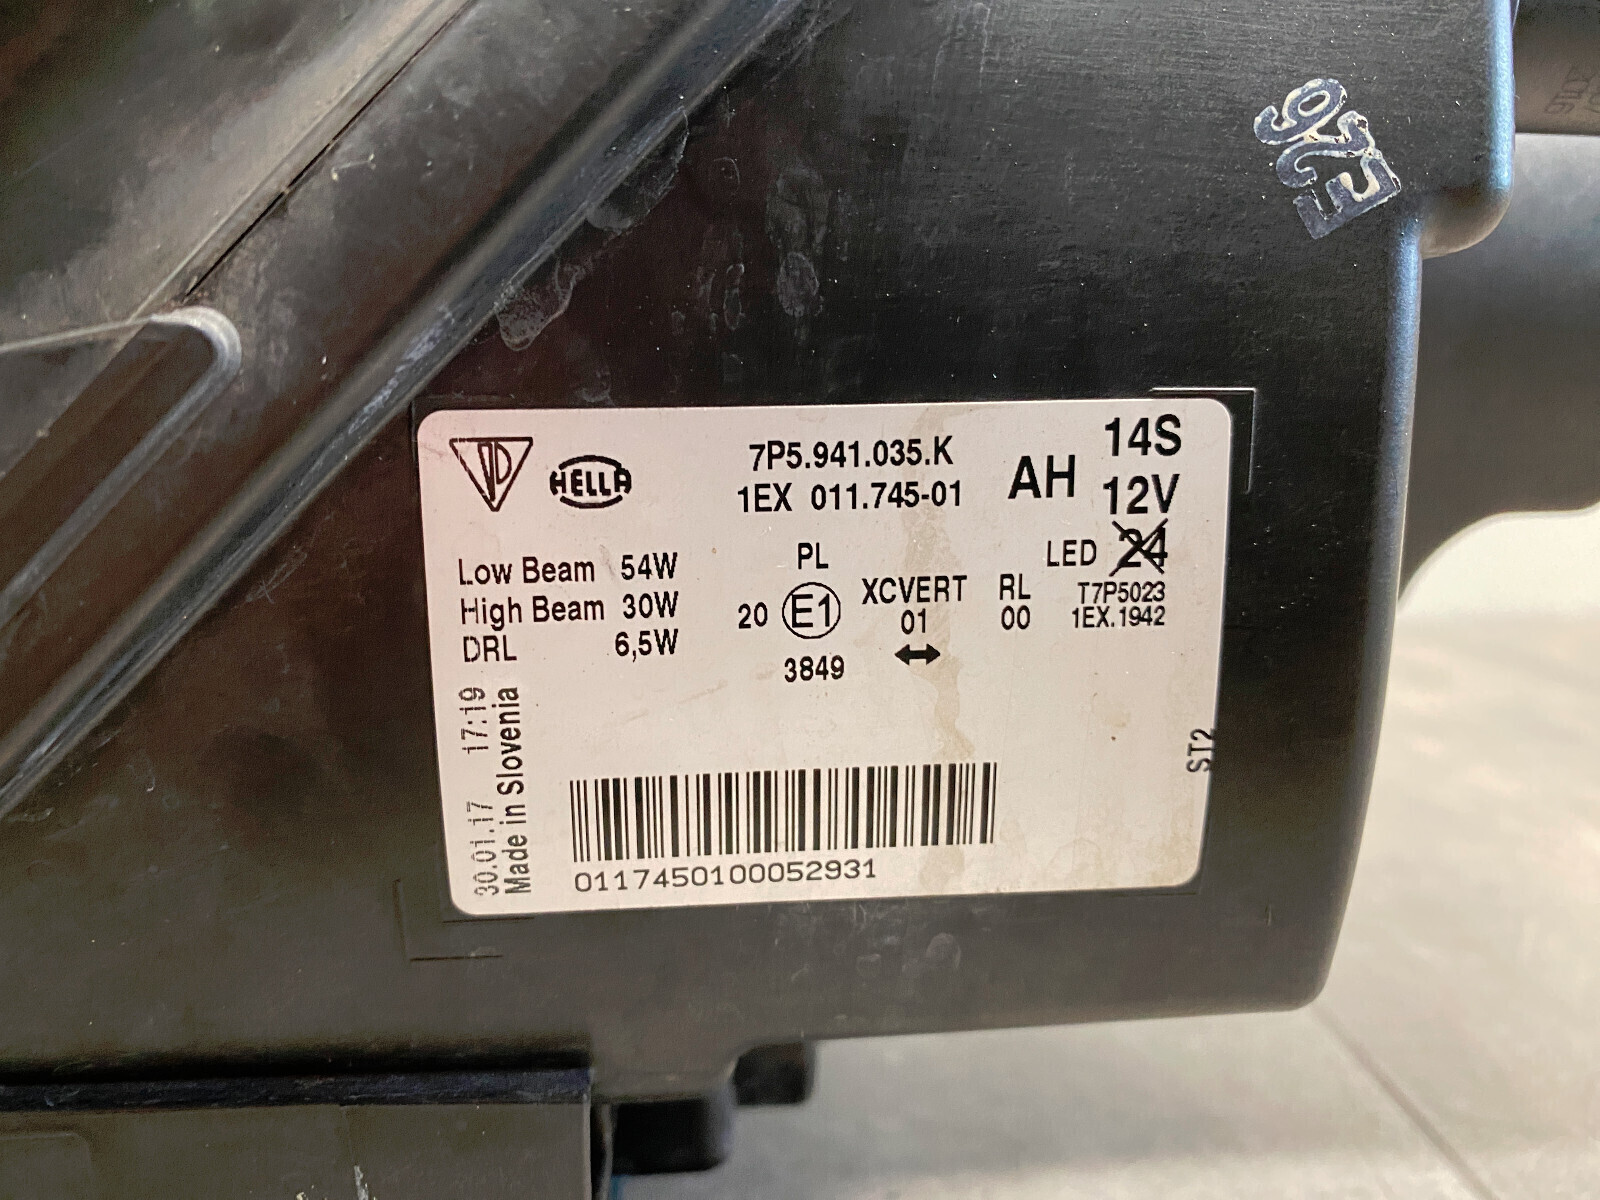 E26
HELLA
7P5.941.035.K
1EX 011.745-01
AH
14S
12V
LED 24
T7P5023
1EX.1942
Low Beam 54W
High Beam 30W
DRL 6,5W
PL
20 E1
3849
XCVERT
01
RL
00
30.01.17 17:19
Made in Slovenia
ST2
0117450100052931